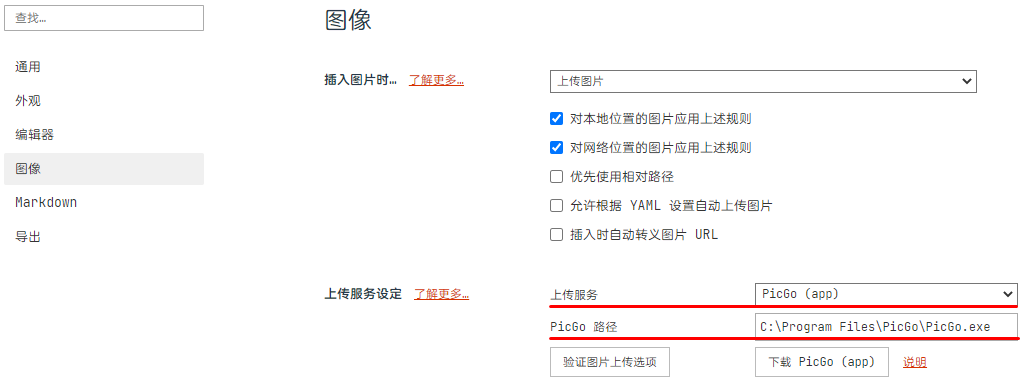 查找…
通用
外观
编辑器
图像
Markdown
导出
图像
插入图片时… 了解更多… 上传图片
对本地位置的图片应用上述规则
对网络位置的图片应用上述规则
优先使用相对路径
允许根据 YAML 设置自动上传图片
插入时自动转义图片 URL
上传服务设定 了解更多… 上传服务 PicGo (app)
PicGo 路径 C:\Program Files\PicGo\PicGo.exe
验证图片上传选项 下载 PicGo (app) 说明